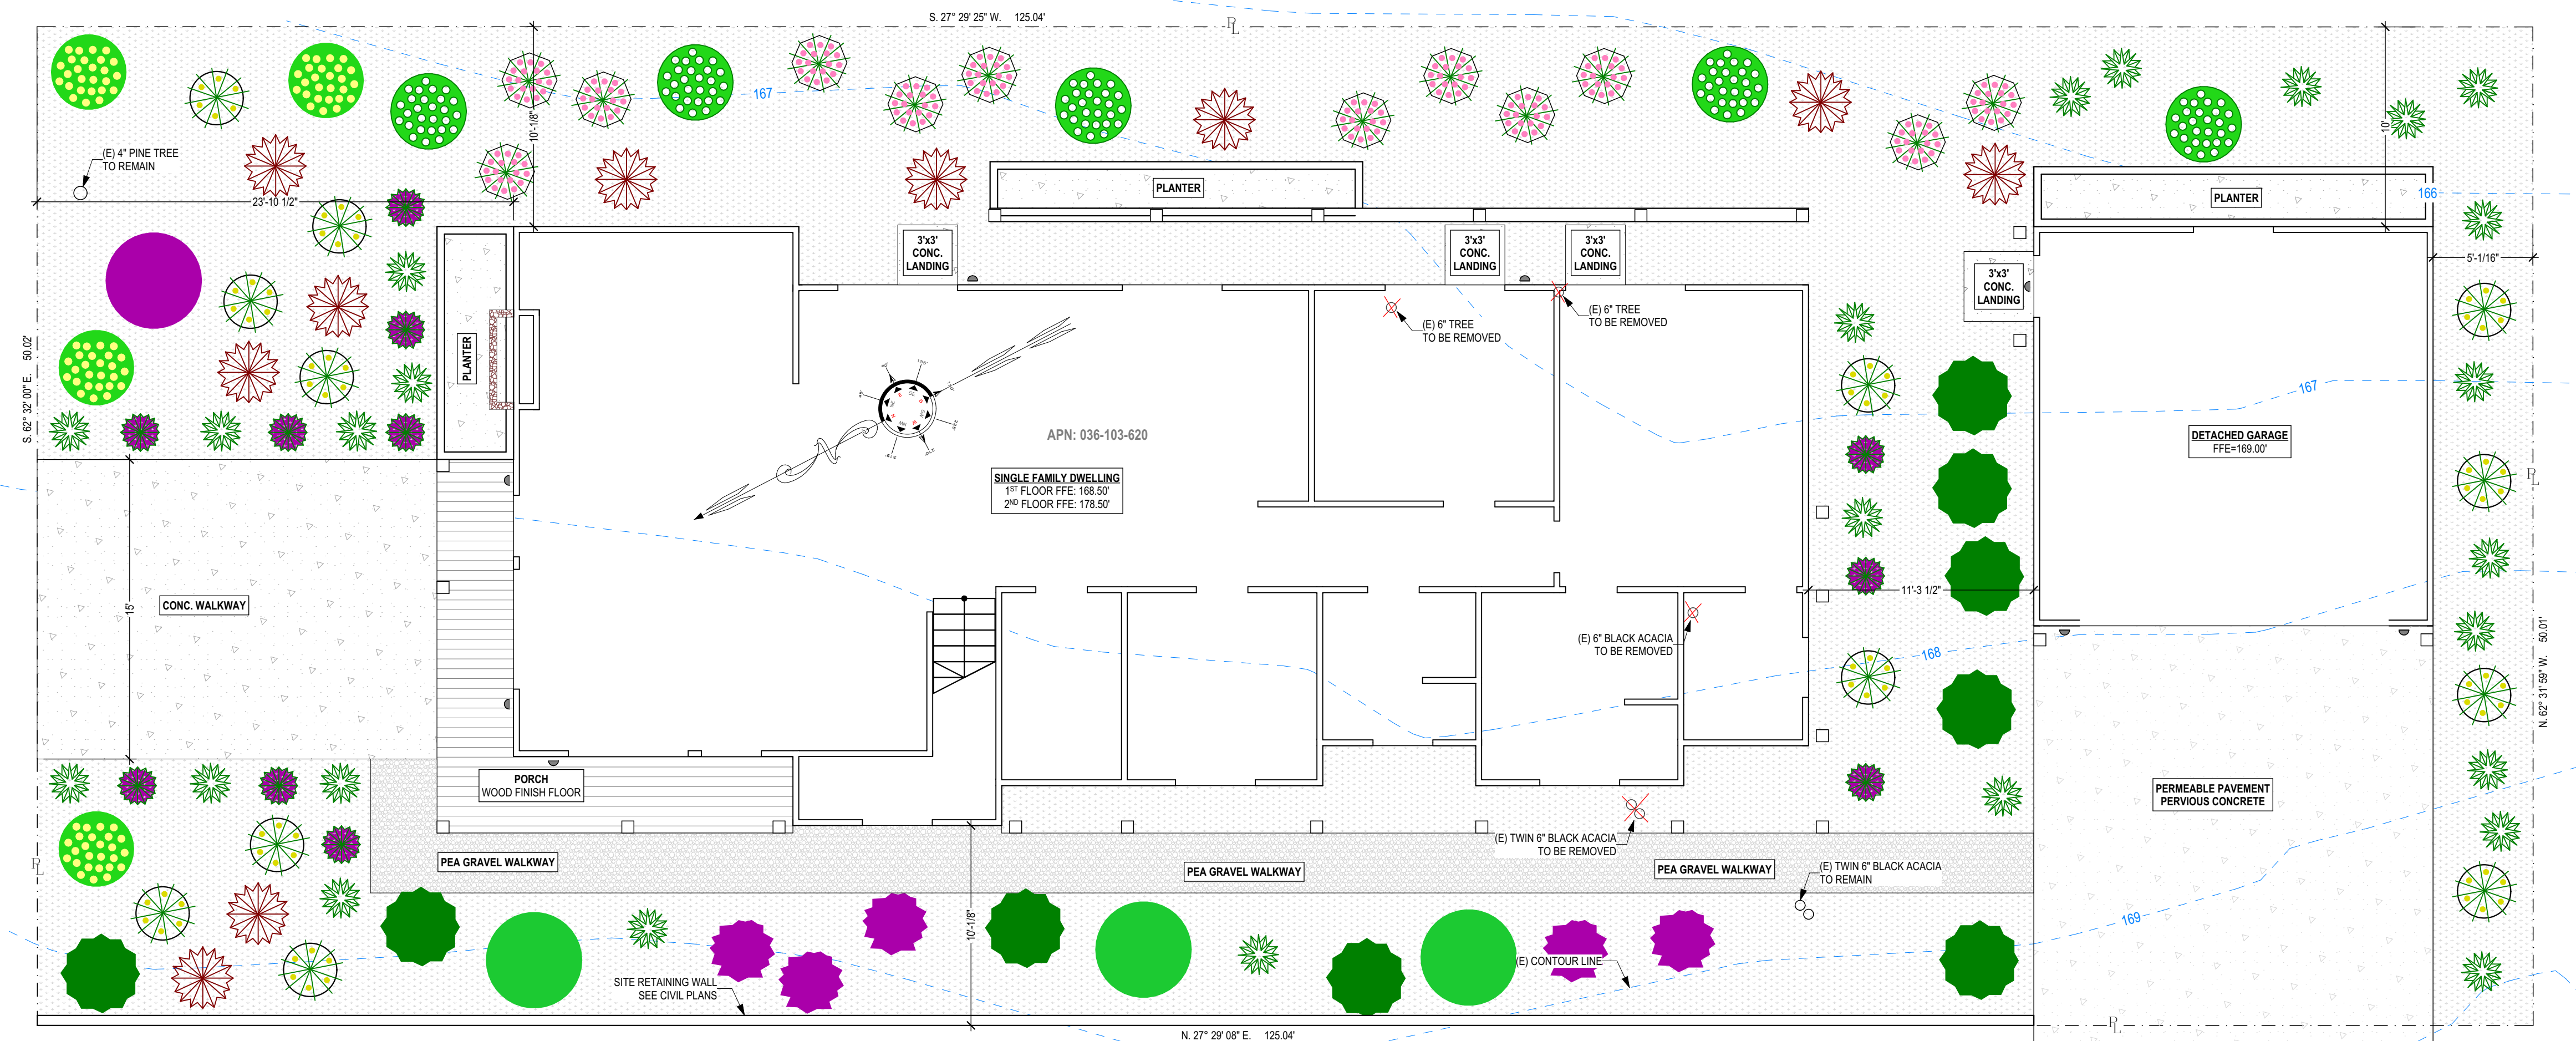 S. 27° 29' 25" W. 125.04'
PL
(E) 4" PINE TREE
TO REMAIN
167
10'-1/8"
10'
23'-10 1/2"
PLANTER
PLANTER
166
3'x3'
CONC.
LANDING
3'x3'
CONC.
LANDING
3'x3'
CONC.
LANDING
3'x3'
CONC.
LANDING
5'-1/16"
(E) 6" TREE
TO BE REMOVED
(E) 6" TREE
TO BE REMOVED
S. 62° 32' 00" E. 50.02'
PLANTER
167
APN: 036-103-620
DETACHED GARAGE
FFE=169.00'
SINGLE FAMILY DWELLING
1ST FLOOR FFE: 168.50'
2ND FLOOR FFE: 178.50'
PL
15'
CONC. WALKWAY
11'-3 1/2"
(E) 6" BLACK ACACIA
TO BE REMOVED
168
N. 62° 31' 59" W. 50.01'
PORCH
WOOD FINISH FLOOR
PERMEABLE PAVEMENT
PERVIOUS CONCRETE
(E) TWIN 6" BLACK ACACIA
TO BE REMOVED
PL
PEA GRAVEL WALKWAY
PEA GRAVEL WALKWAY
PEA GRAVEL WALKWAY
(E) TWIN 6" BLACK ACACIA
TO REMAIN
10'-1/8"
169
(E) CONTOUR LINE
SITE RETAINING WALL
SEE CIVIL PLANS
PL
N. 27° 29' 08" E. 125.04'